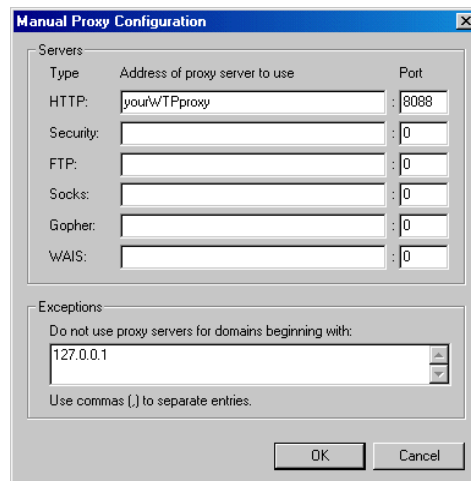 Manual Proxy Configuration
Servers
Type Address of proxy server to use Port
HTTP: yourWTPproxy : 8088
Security: : 0
FTP: : 0
Socks: : 0
Gopher: : 0
WAIS: : 0
Exceptions
Do not use proxy servers for domains beginning with:
127.0.0.1
Use commas (,) to separate entries.
OK Cancel